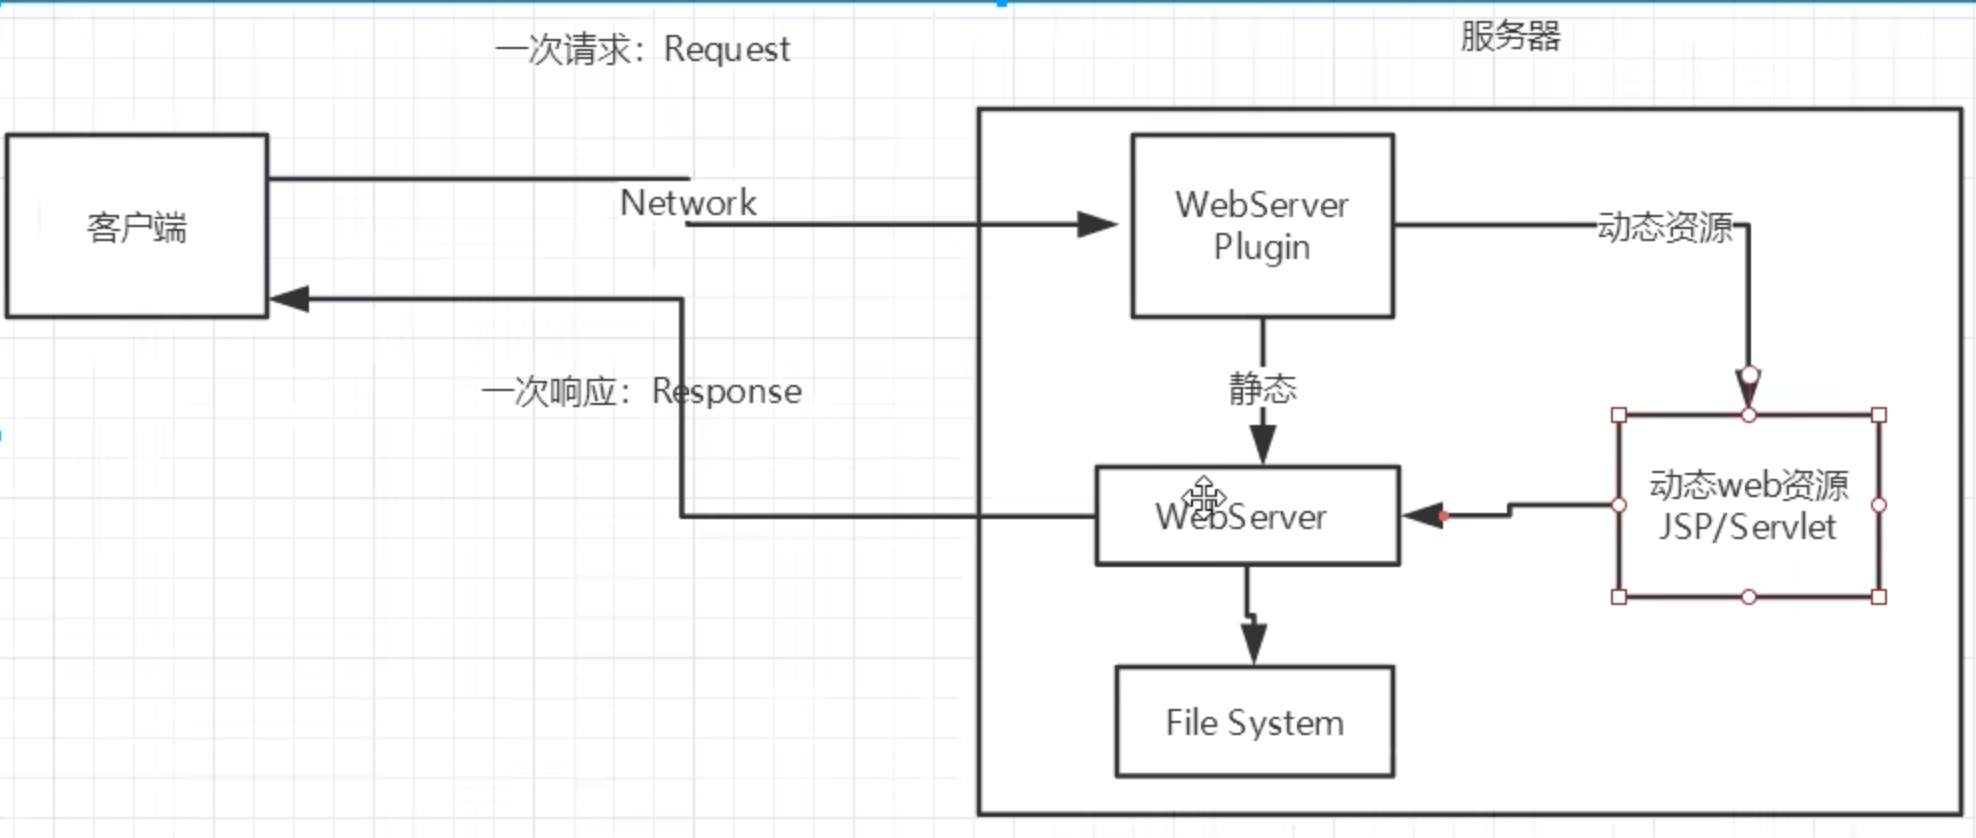 一次请求：Request
服务器
Network
客户端
WebServer
Plugin
动态资源
一次响应：Response
静态
动态web资源
JSP/Servlet
WebServer
File System